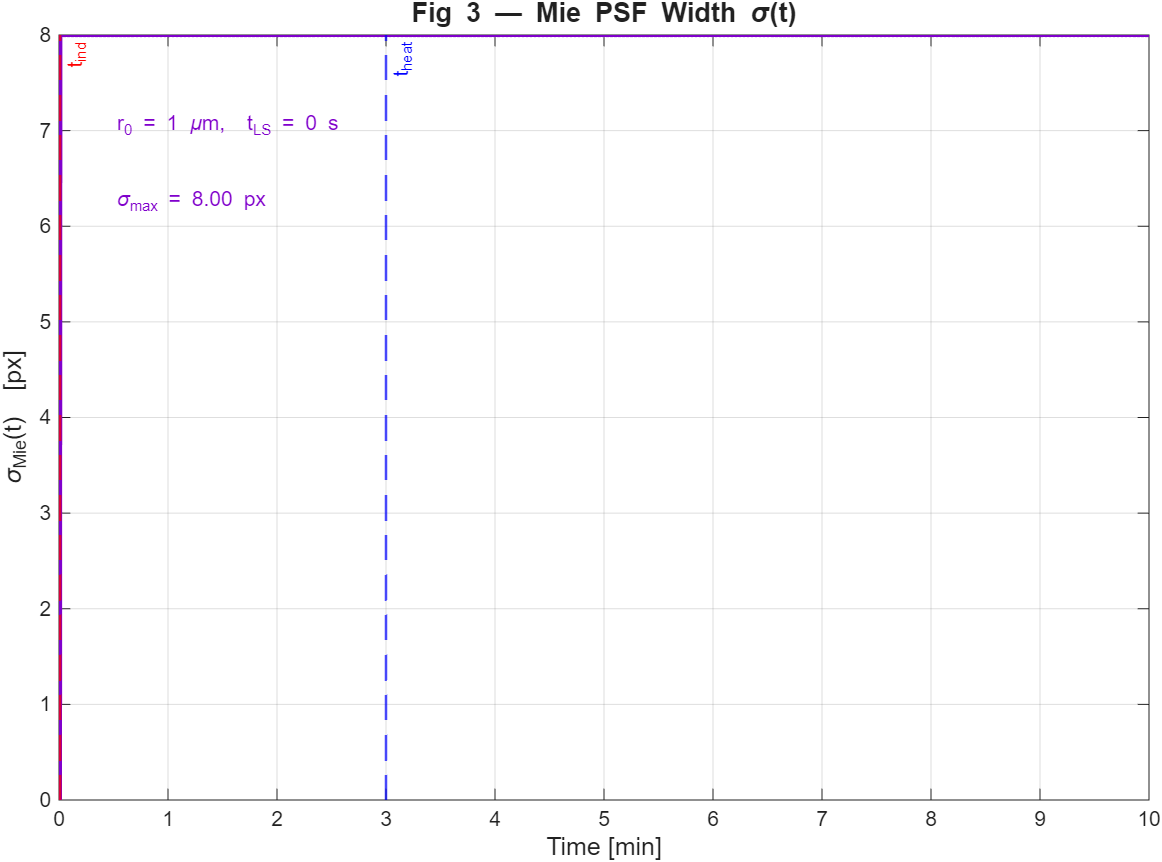 Fig 3 — Mie PSF Width σ(t)
8
7
6
5
4
3
2
1
0
σMie(t) [px]
tind
theat
r0 = 1 μm, tLS = 0 s
σmax = 8.00 px
0 1 2 3 4 5 6 7 8 9 10
Time [min]